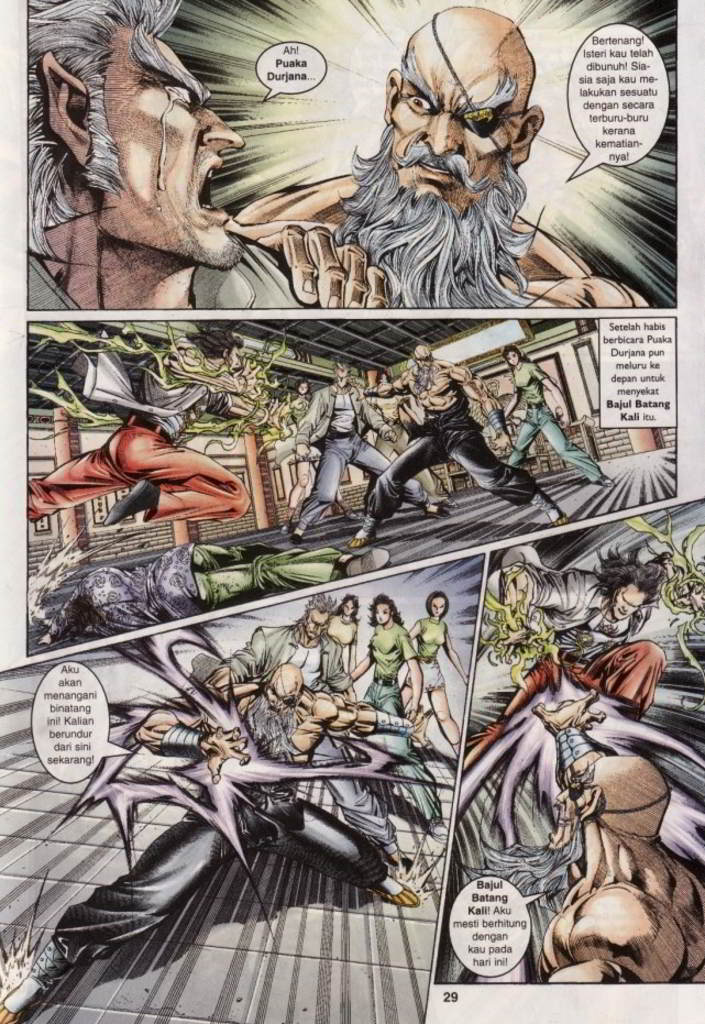 Ah!
Puaka
Durjana...
Bertenang!
Isteri kau telah
dibunuh! Sia-
sia saja kau me-
lakukan sesuatu
dengan secara
terburu-buru
kerana
kematian-
nya!
Setelah habis
berbicara Puaka
Durjana pun
meluru ke
depan untuk
menyekat
Bajul Batang
Kali itu.
Aku
akan
menangani
binatang
ini! Kalian
berundur
dari sini
sekarang!
Bajul
Batang
Kali! Aku
mesti berhitung
dengan
kau pada
hari ini!
29